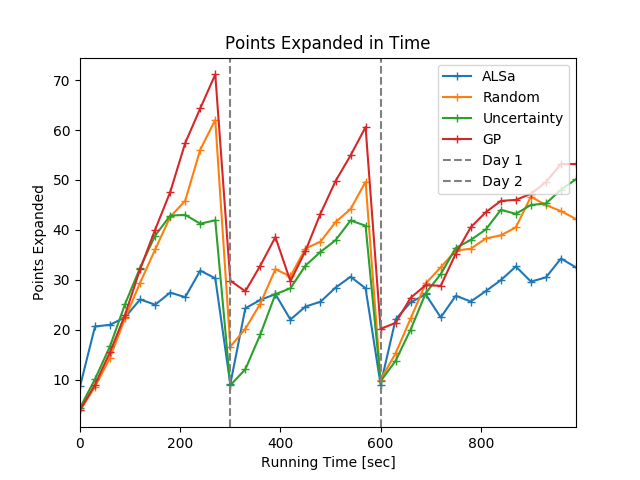 Points Expanded in Time
Points Expanded
70
60
50
40
30
20
10
0
200
400
600
800
Running Time [sec]
ALSa
Random
Uncertainty
GP
Day 1
Day 2